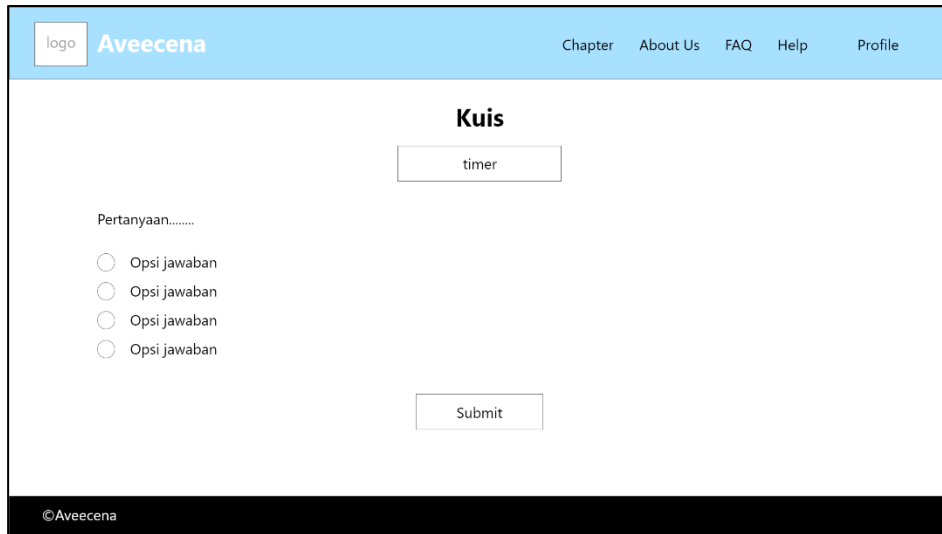 logo Aveecena Chapter About Us FAQ Help Profile
Kuis
timer
Pertanyaan........
Opsi jawaban
Opsi jawaban
Opsi jawaban
Opsi jawaban
Submit
©Aveecena